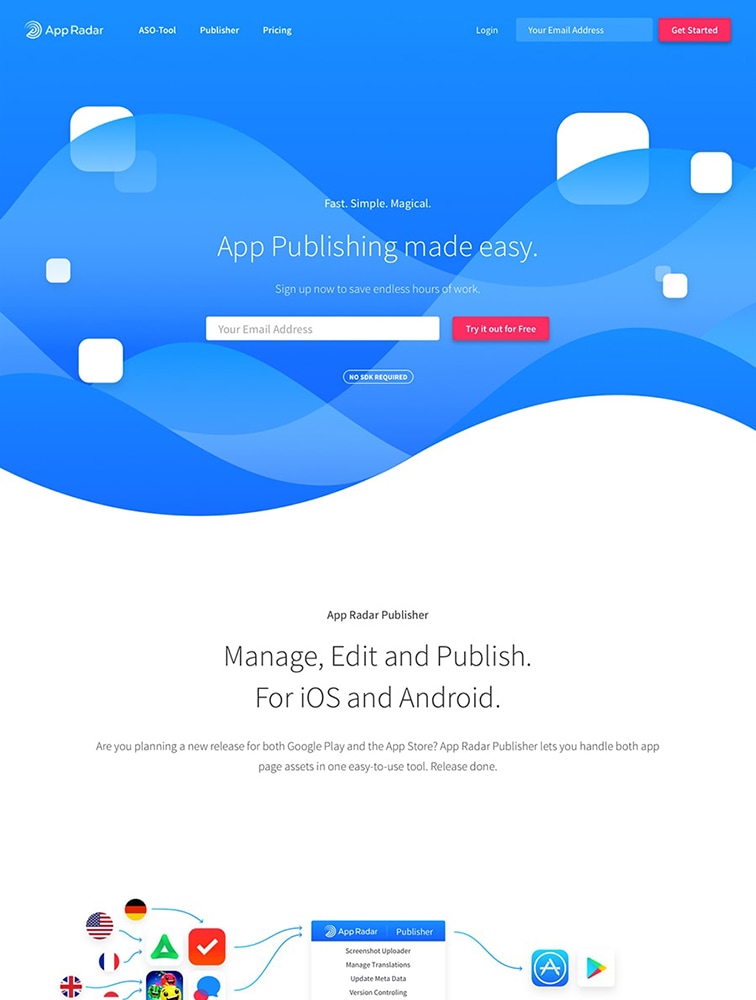 App Radar
ASO-Tool
Publisher
Pricing
Login
Your Email Address
Get Started
Fast. Simple. Magical.
App Publishing made easy.
Sign up now to save endless hours of work.
Your Email Address
Try it out for Free
NO SDK REQUIRED
App Radar Publisher
Manage, Edit and Publish.
For iOS and Android.
Are you planning a new release for both Google Play and the App Store? App Radar Publisher lets you handle both app
page assets in one easy-to-use tool. Release done.
App Radar Publisher
Screenshot Uploader
Manage Translations
Update Meta Data
Version Controling